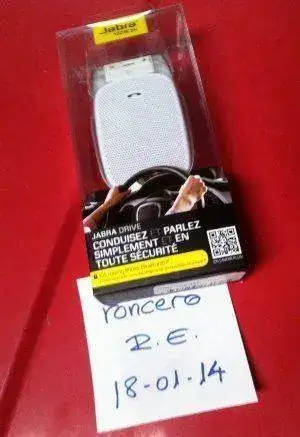 Jabra
JABRA DRIVE
CONDUISEZ ET PARLEZ
SIMPLEMENT ET EN
TOUTE SÉCURITÉ
roncero
R.E.
18-01-14